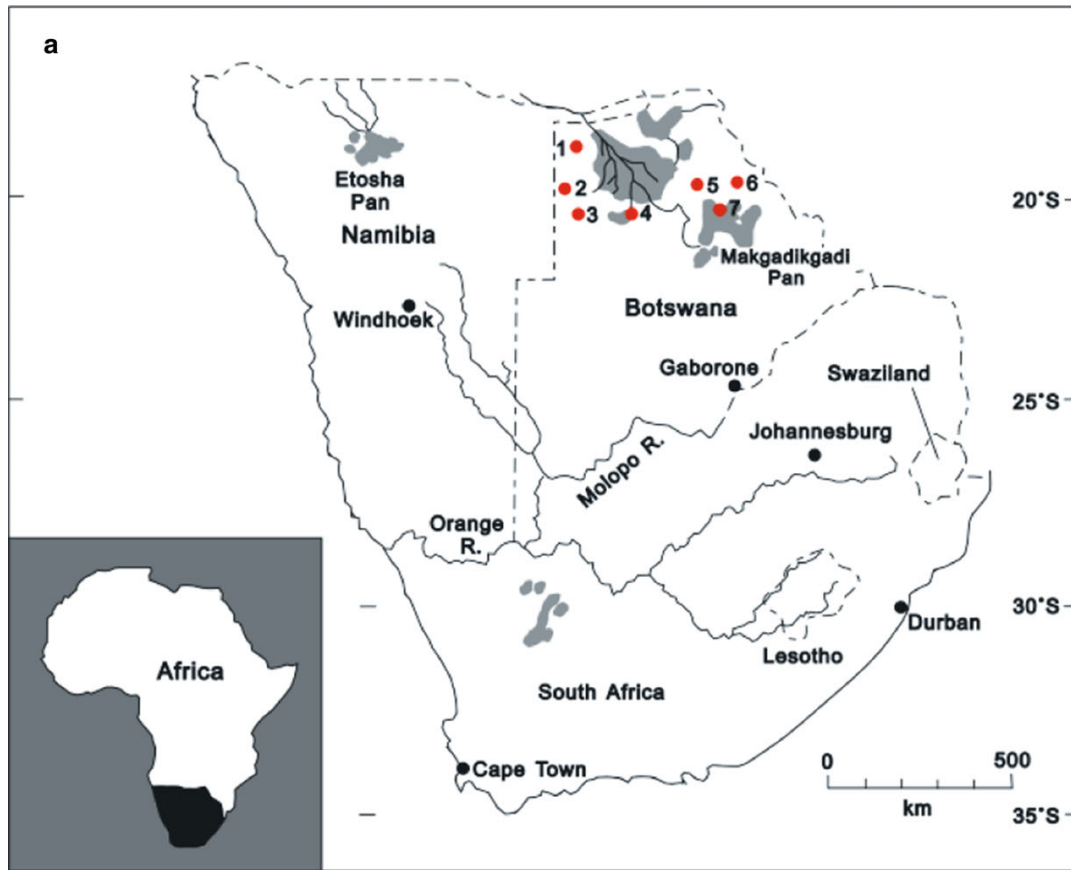 a
1
2
3
4
5
6
7
Etosha
Pan
Namibia
20°S
Makgadikgadi
Pan
Botswana
Windhoek
Gaborone
Swaziland
25°S
Johannesburg
Molopo R.
Orange
R.
30°S
Durban
Lesotho
Africa
South Africa
Cape Town
0 500
km
35°S